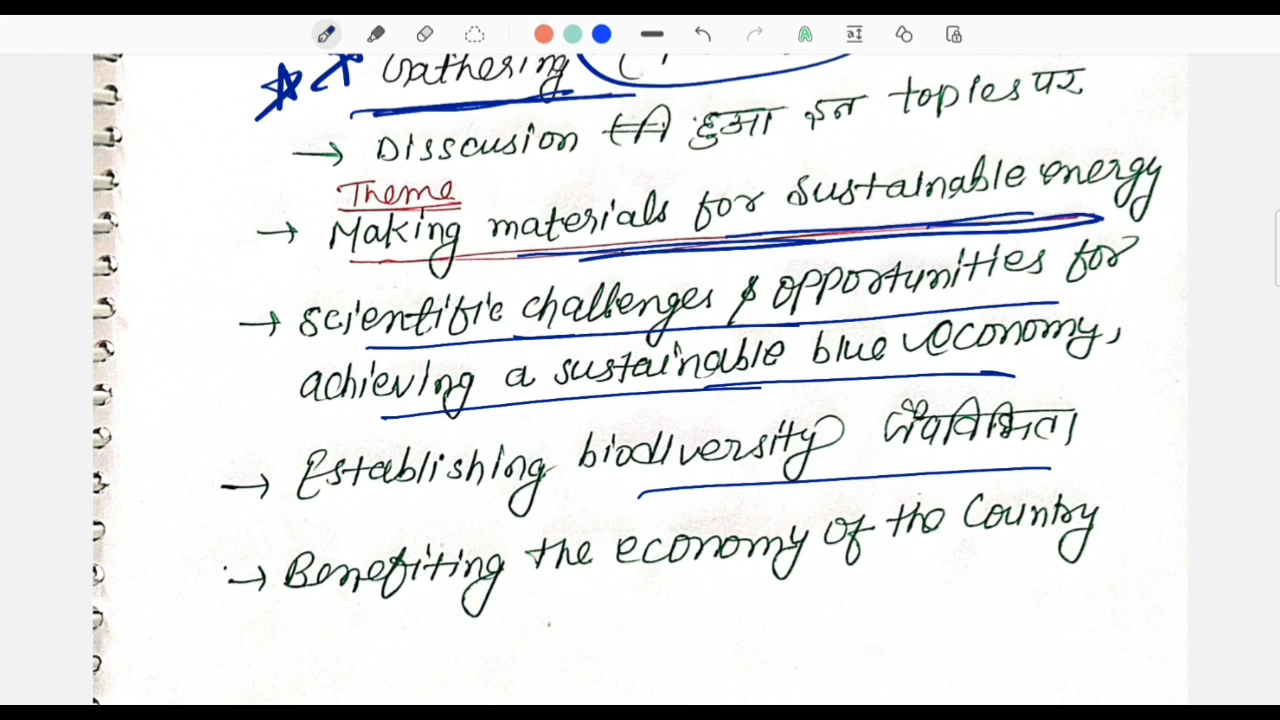 Gathering (
→ Disscusion भी हुआ इन topics पर
Theme
→ Making materials for sustainable energy
→ scientific challenges & opportunities for
achieving a sustainable blue economy,
→ Establishing biodiversity जैवविविधता
→ Benefiting the economy of the Country